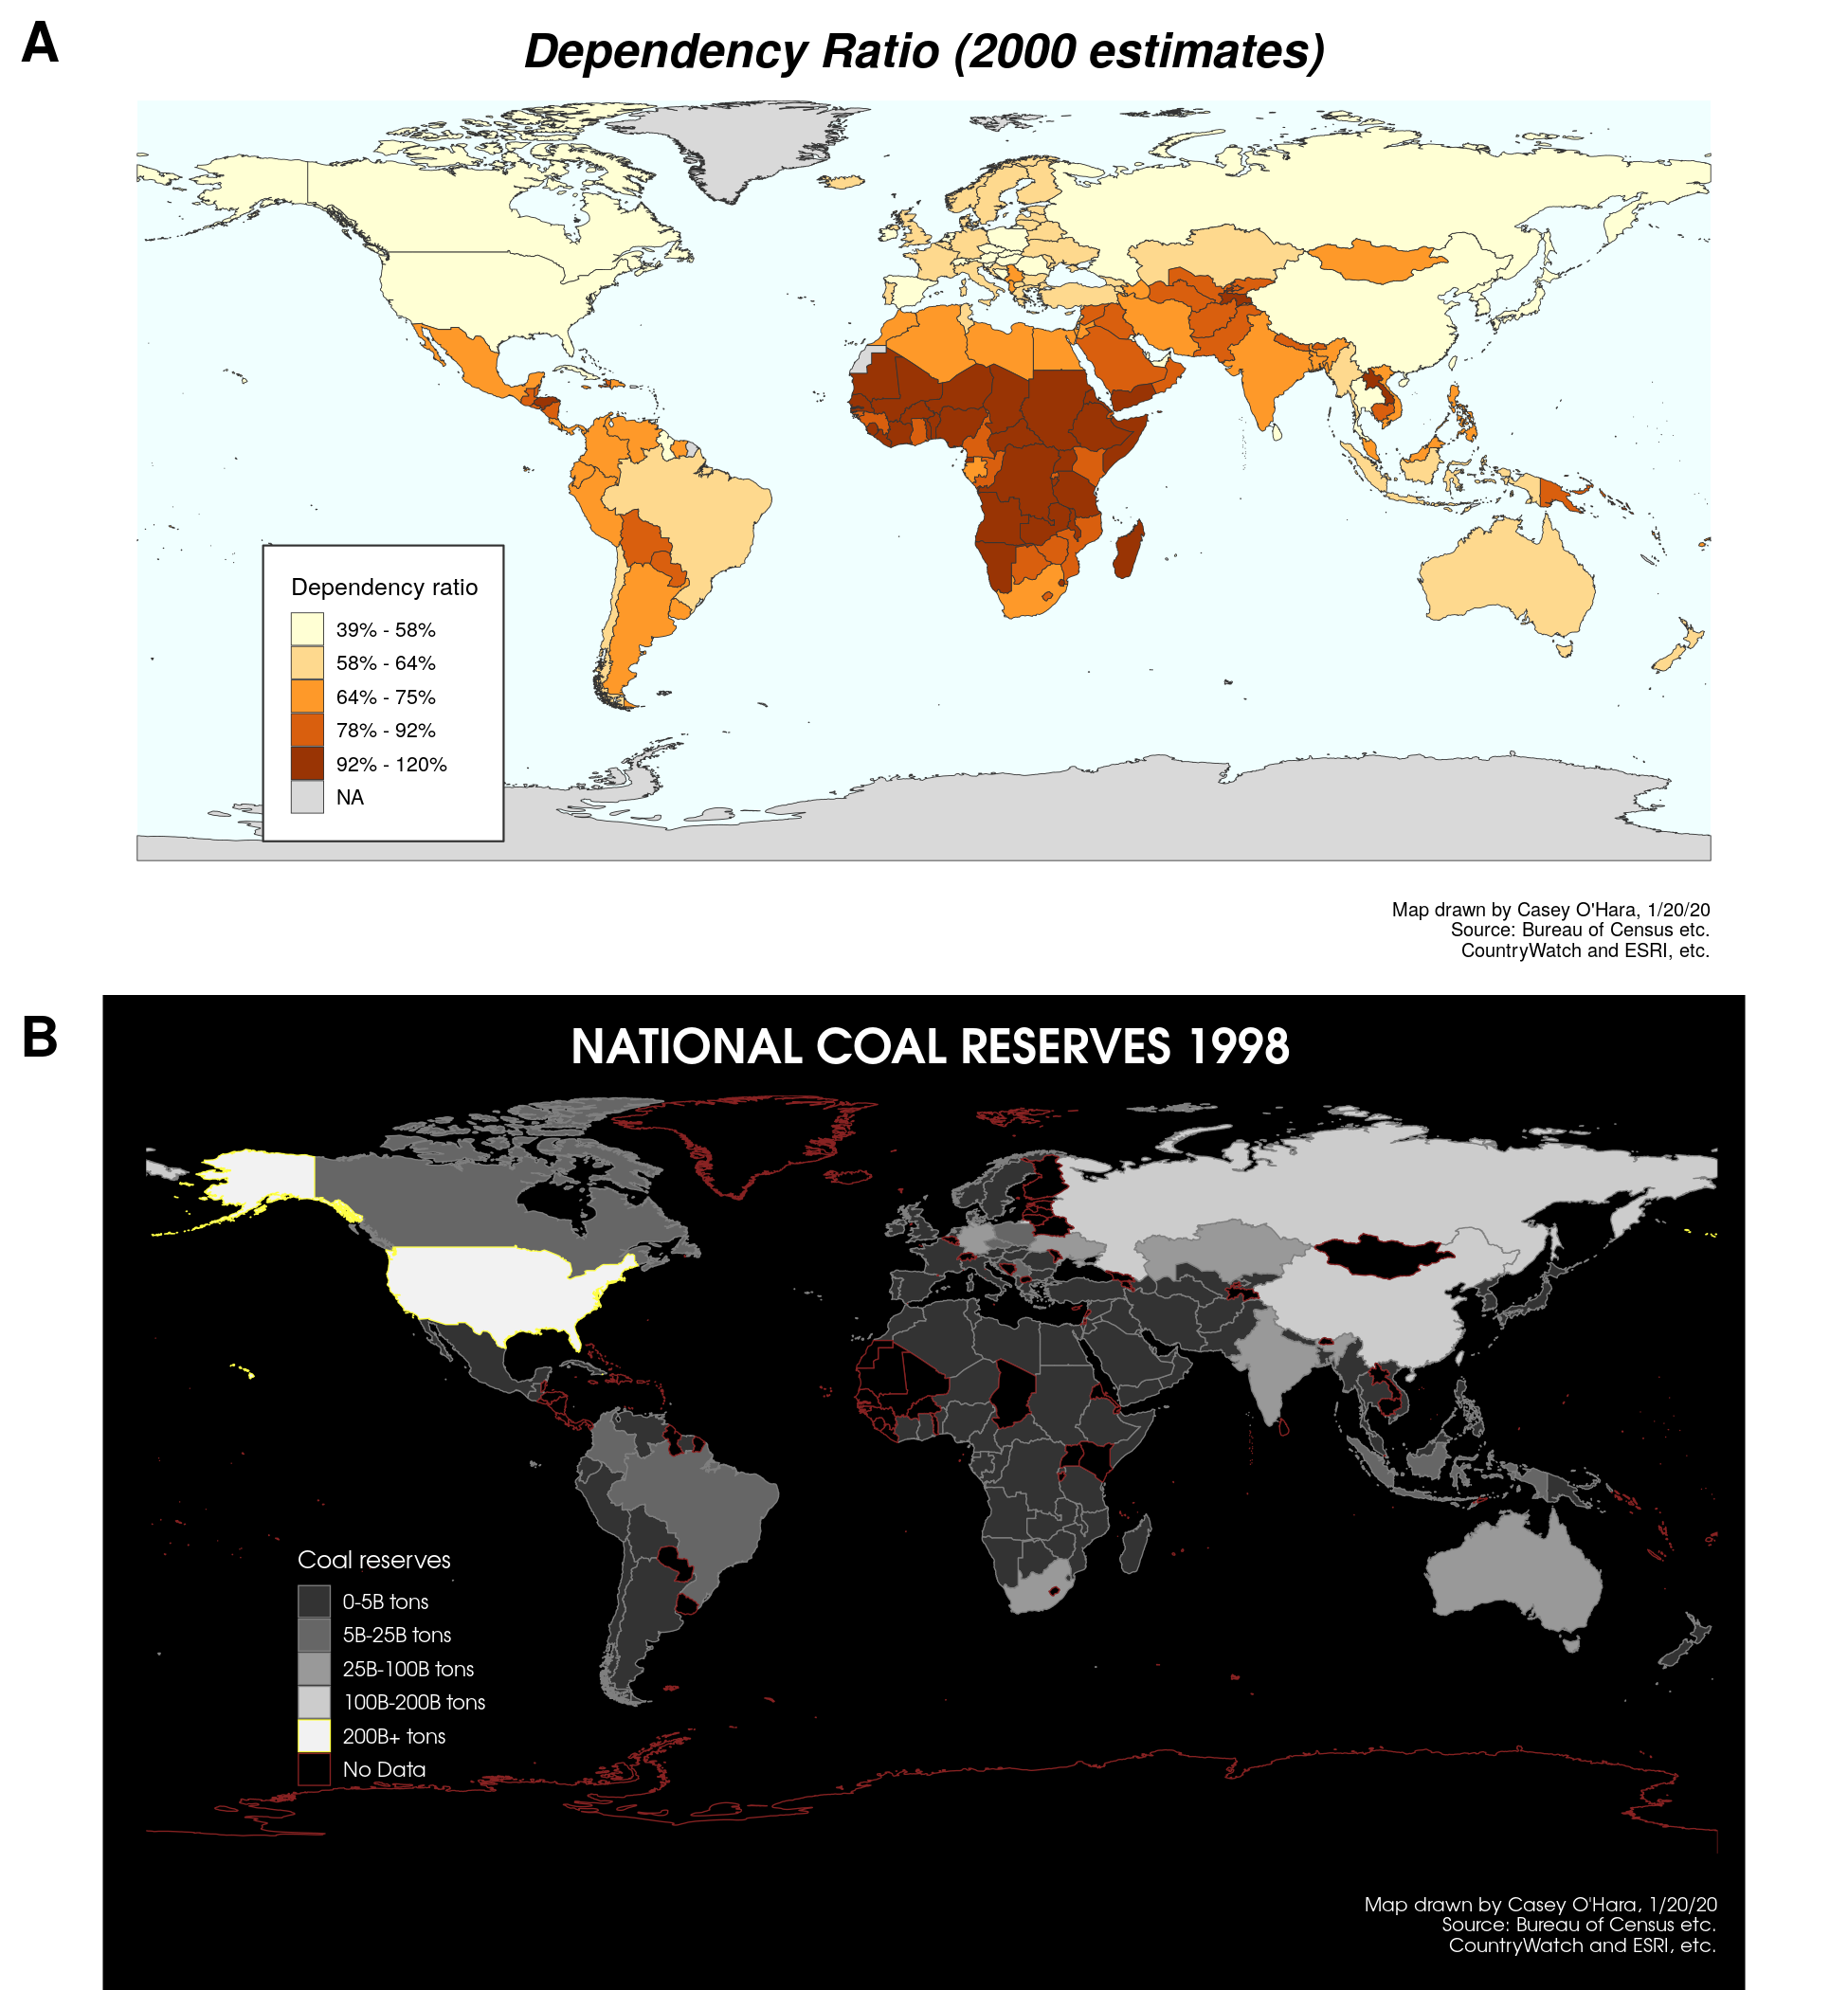 A
Dependency Ratio (2000 estimates)
Dependency ratio
39% - 58%
58% - 64%
64% - 75%
78% - 92%
92% - 120%
NA
Map drawn by Casey O'Hara, 1/20/20
Source: Bureau of Census etc.
CountryWatch and ESRI, etc.
B
NATIONAL COAL RESERVES 1998
Coal reserves
0-5B tons
5B-25B tons
25B-100B tons
100B-200B tons
200B+ tons
No Data
Map drawn by Casey O'Hara, 1/20/20
Source: Bureau of Census etc.
CountryWatch and ESRI, etc.